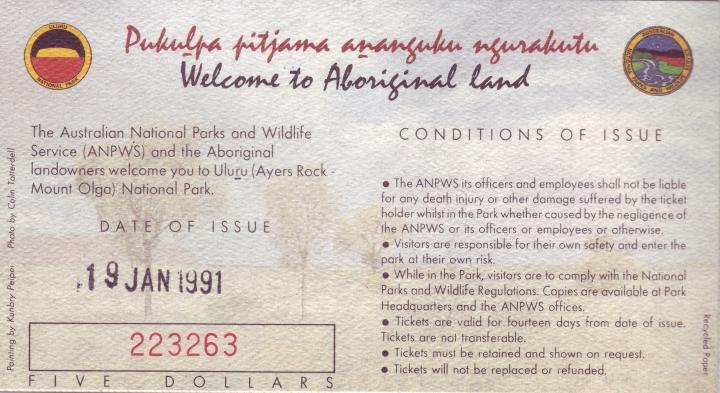 ULURU
NATIONAL PARK
Pukuḻpa pitjama aṉanguku ngurakutu
Welcome to Aboriginal land
The Australian National Parks and Wildlife
Service (ANPWS) and the Aboriginal
landowners welcome you to Uluṟu (Ayers Rock -
Mount Olga) National Park.
DATE OF ISSUE
19 JAN 1991
223263
FIVE DOLLARS
Painting by Kunbry Peipei Photo by Colin Totterdell
CONDITIONS OF ISSUE
● The ANPWS its officers and employees shall not be liable
for any death injury or other damage suffered by the ticket
holder whilst in the Park whether caused by the negligence of
the ANPWS or its officers or employees or otherwise.
● Visitors are responsible for their own safety and enter the
park at their own risk.
● While in the Park, visitors are to comply with the National
Parks and Wildlife Regulations. Copies are available at Park
Headquarters and the ANPWS offices.
● Tickets are valid for fourteen days from date of issue.
Tickets are not transferable.
● Tickets must be retained and shown on request.
● Tickets will not be replaced or refunded.
Recycled Paper